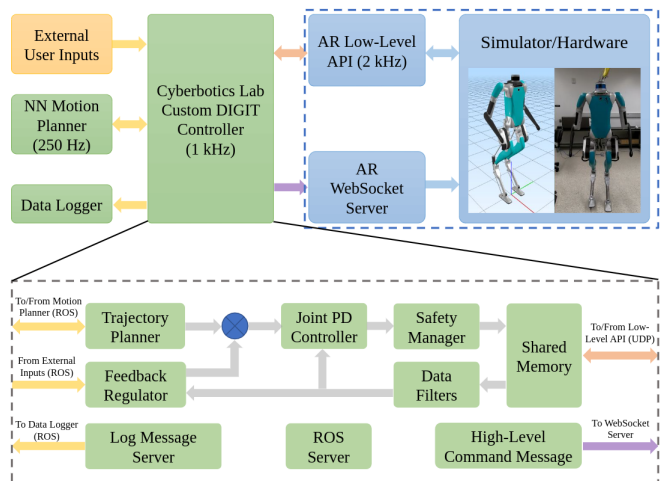 External
User Inputs
NN Motion
Planner
(250 Hz)
Data Logger
Cyberbotics Lab
Custom DIGIT
Controller
(1 kHz)
AR Low-Level
API (2 kHz)
AR
WebSocket
Server
Simulator/Hardware
To/From Motion
Planner (ROS)
From External
Inputs (ROS)
To Data Logger
(ROS)
Trajectory
Planner
Feedback
Regulator
Log Message
Server
Joint PD
Controller
ROS
Server
Safety
Manager
Data
Filters
Shared
Memory
High-Level
Command Message
To/From Low-
Level API (UDP)
To WebSocket
Server